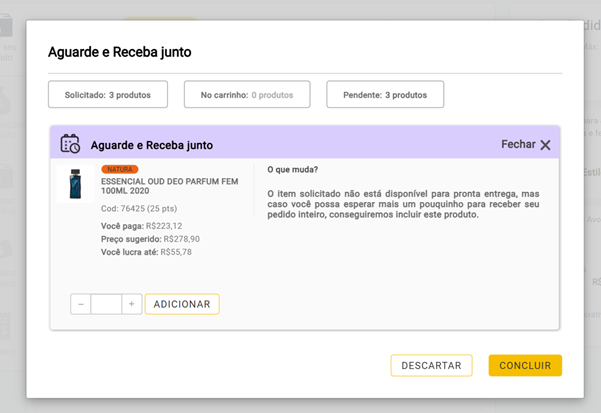 Aguarde e Receba junto
Solicitado: 3 produtos
No carrinho: 0 produtos
Pendente: 3 produtos
Aguarde e Receba junto
Fechar
NATURA
ESSENCIAL OUD DEO PARFUM FEM
100ML 2020
Cod: 76425 (25 pts)
Você paga: R$223,12
Preço sugerido: R$278,90
Você lucra até: R$55,78
O que muda?
O item solicitado não está disponível para pronta entrega, mas
caso você possa esperar mais um pouquinho para receber seu
pedido inteiro, conseguiremos incluir este produto.
− +
ADICIONAR
DESCARTAR
CONCLUIR